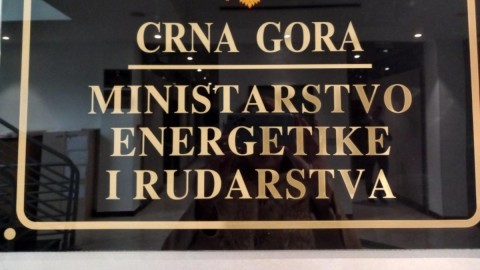 CRNA GORA
MINISTARSTVO
ENERGETIKE
I RUDARSTVA